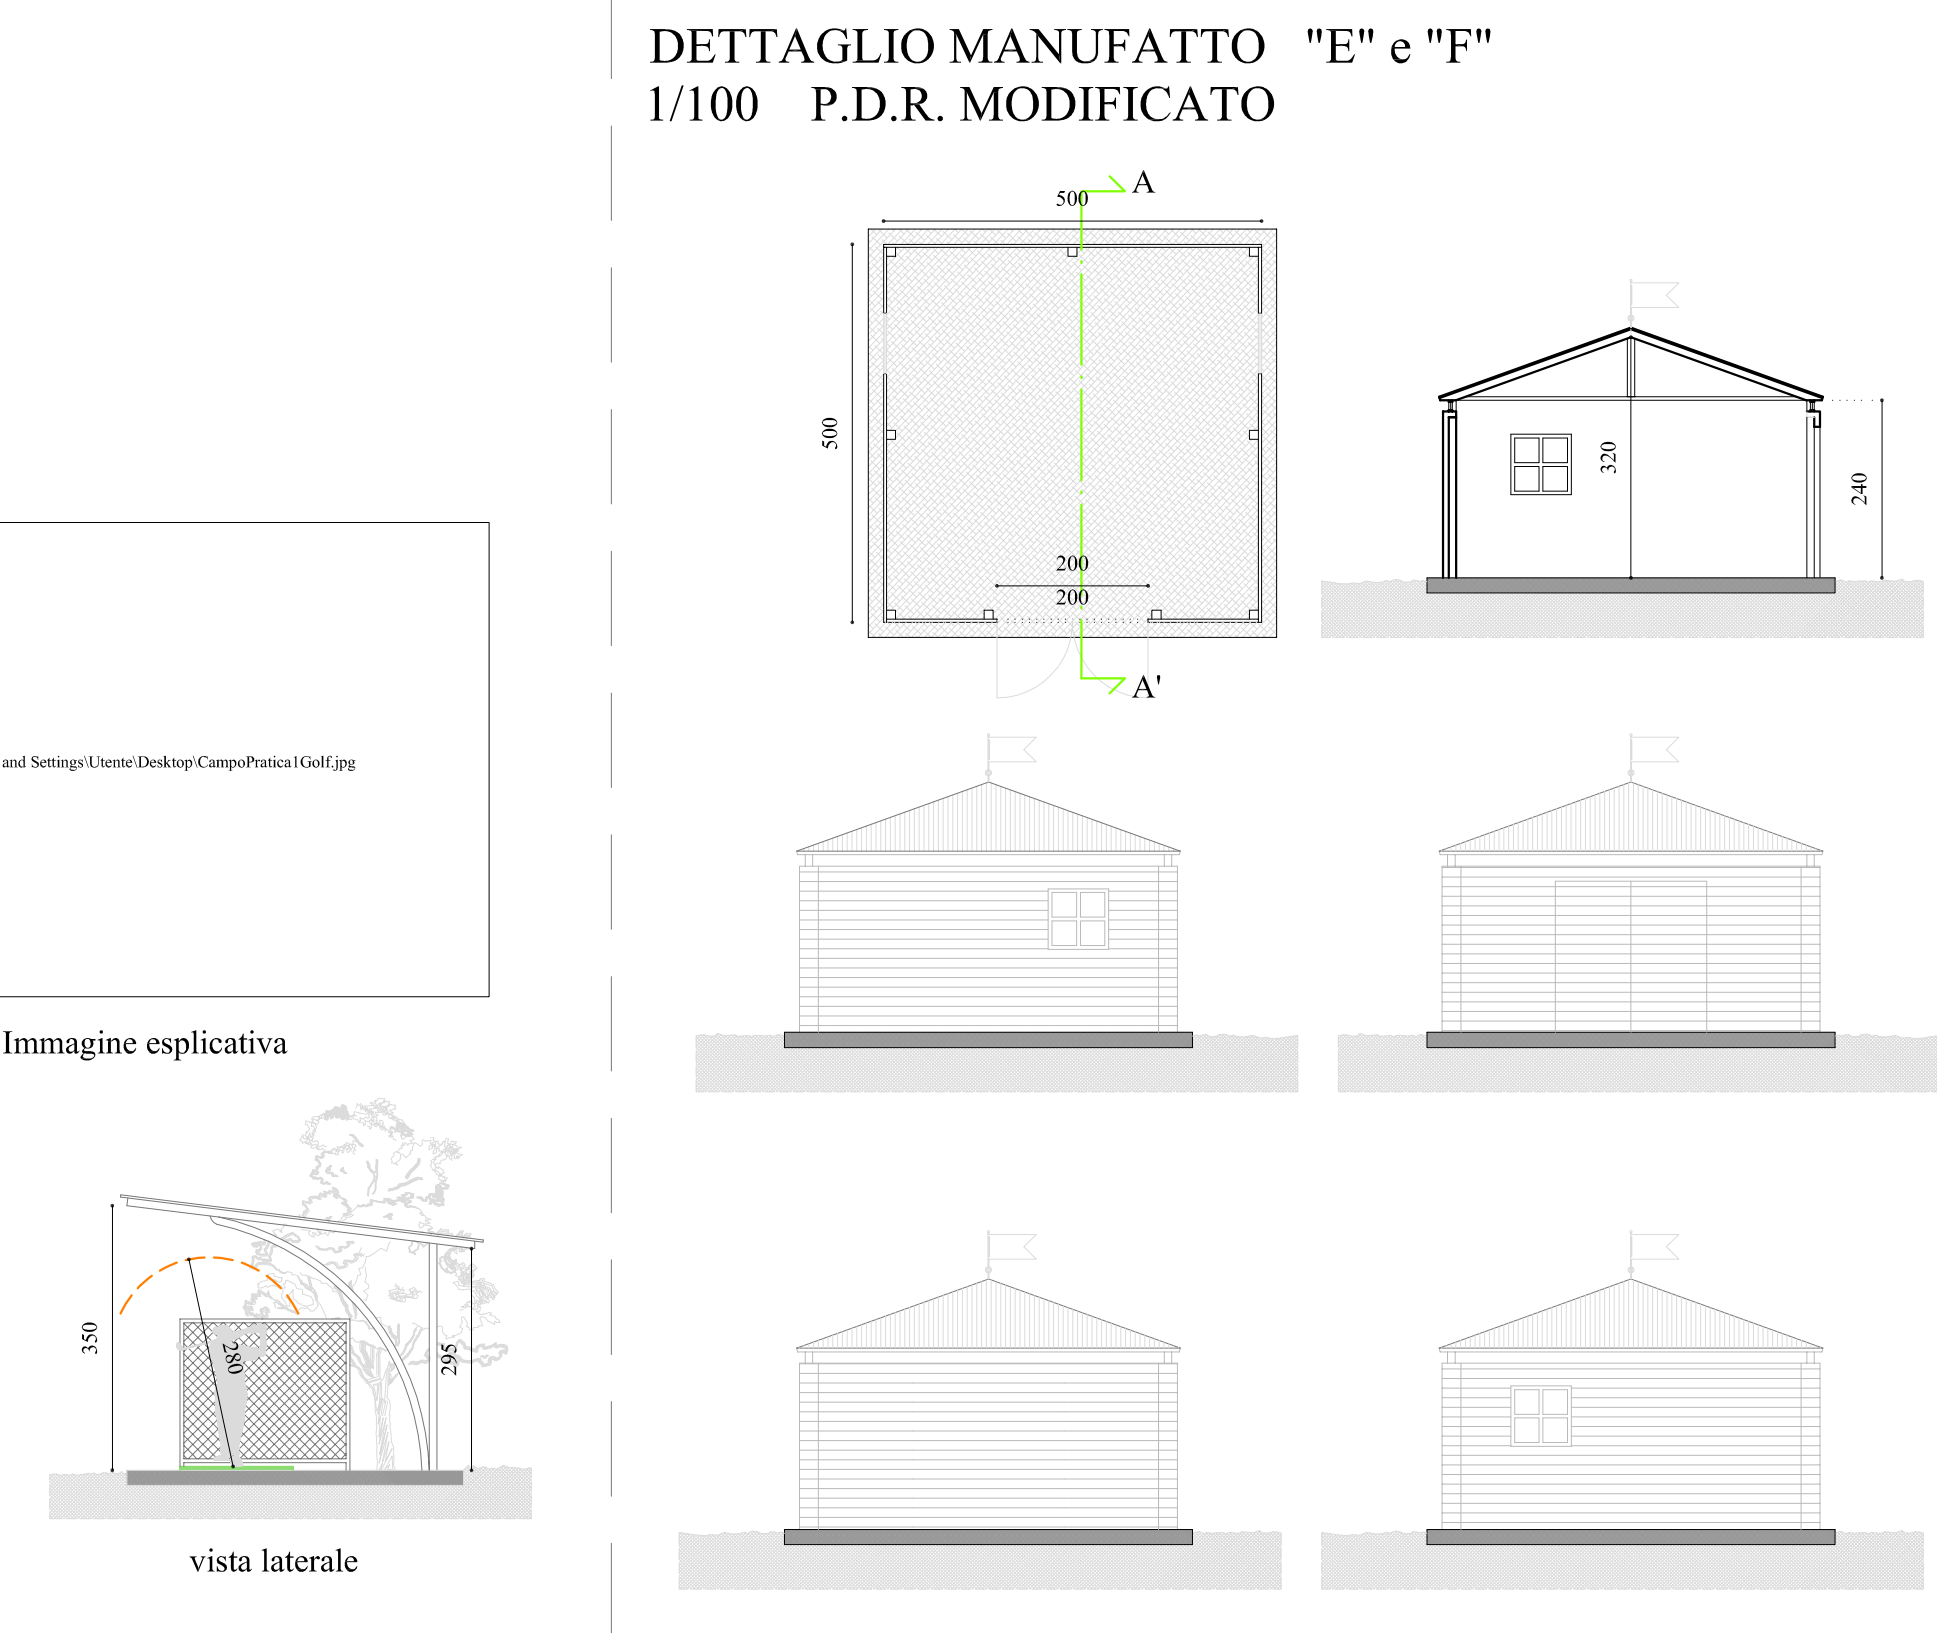 DETTAGLIO MANUFATTO "E" e "F"
1/100 P.D.R. MODIFICATO
A
500
500
200
200
A'
320
240
and Settings\Utente\Desktop\CampoPratica1Golf.jpg
Immagine esplicativa
350
280
295
vista laterale